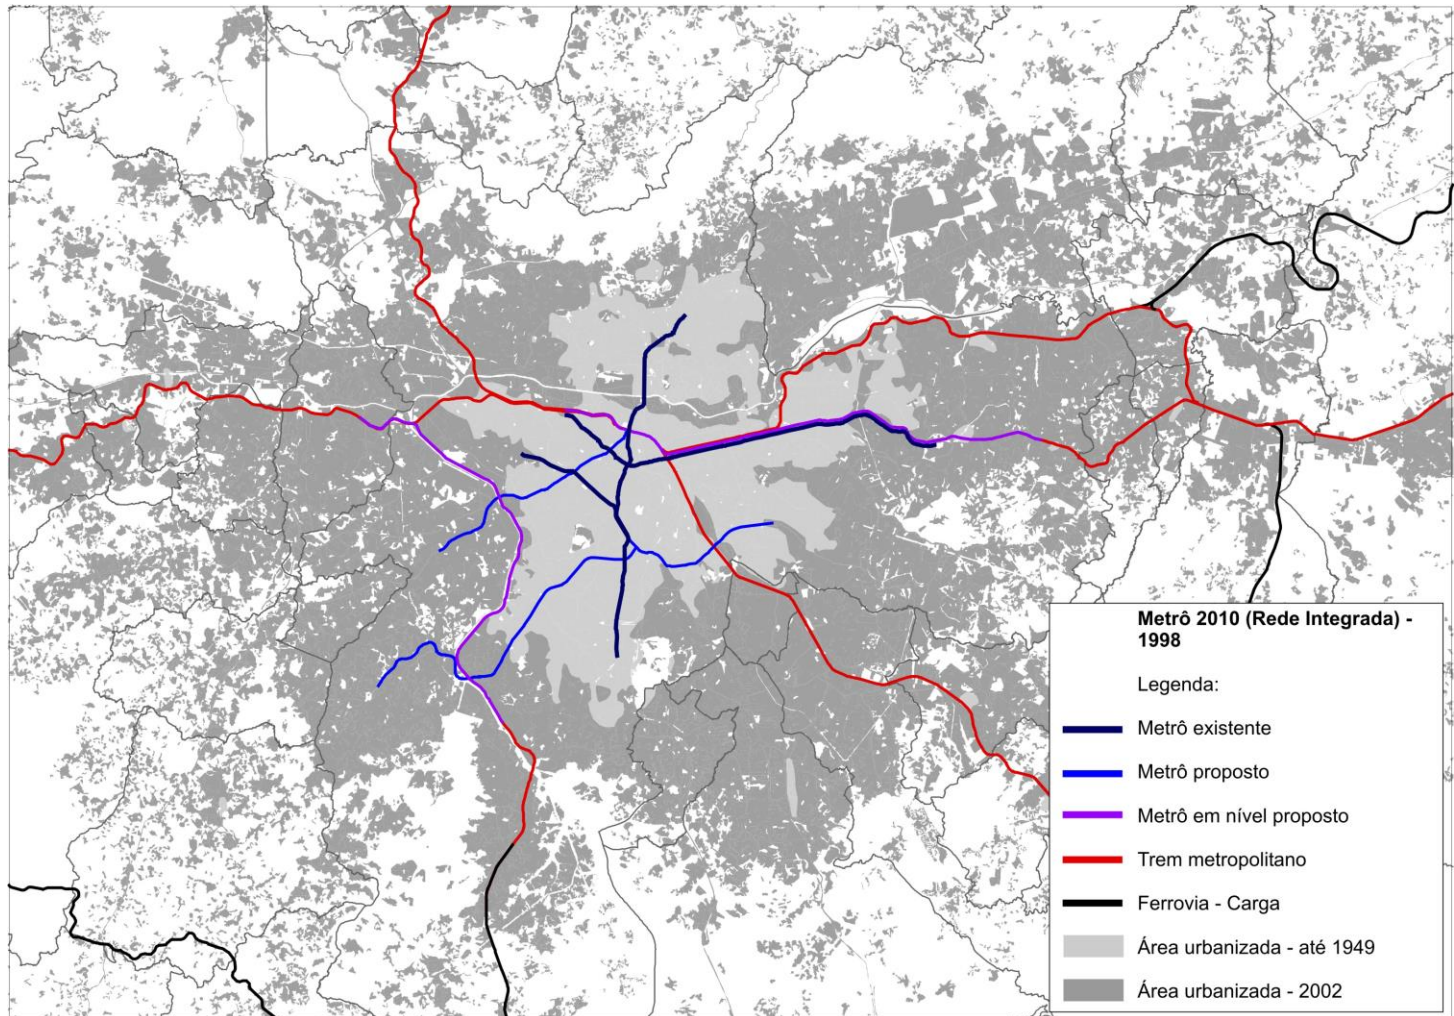 Metrô 2010 (Rede Integrada) -
1998
Legenda:
Metrô existente
Metrô proposto
Metrô em nível proposto
Trem metropolitano
Ferrovia - Carga
Área urbanizada - até 1949
Área urbanizada - 2002